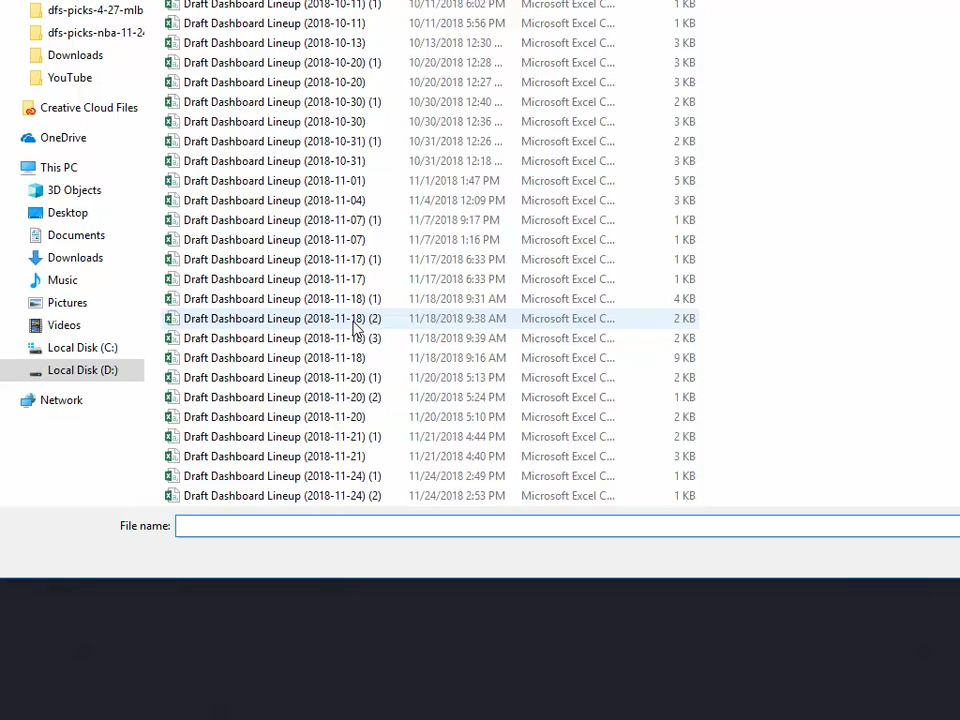 dfs-picks-4-27-mlb
dfs-picks-nba-11-24
Downloads
YouTube
Creative Cloud Files
OneDrive
This PC
3D Objects
Desktop
Documents
Downloads
Music
Pictures
Videos
Local Disk (C:)
Local Disk (D:)
Network
Draft Dashboard Lineup (2018-10-11) (1) 10/11/2018 6:02 PM Microsoft Excel C... 1 KB
Draft Dashboard Lineup (2018-10-11) 10/11/2018 5:56 PM Microsoft Excel C... 1 KB
Draft Dashboard Lineup (2018-10-13) 10/13/2018 12:30 ... Microsoft Excel C... 3 KB
Draft Dashboard Lineup (2018-10-20) (1) 10/20/2018 12:28 ... Microsoft Excel C... 3 KB
Draft Dashboard Lineup (2018-10-20) 10/20/2018 12:27 ... Microsoft Excel C... 3 KB
Draft Dashboard Lineup (2018-10-30) (1) 10/30/2018 12:40 ... Microsoft Excel C... 2 KB
Draft Dashboard Lineup (2018-10-30) 10/30/2018 12:36 ... Microsoft Excel C... 3 KB
Draft Dashboard Lineup (2018-10-31) (1) 10/31/2018 12:26 ... Microsoft Excel C... 2 KB
Draft Dashboard Lineup (2018-10-31) 10/31/2018 12:18 ... Microsoft Excel C... 3 KB
Draft Dashboard Lineup (2018-11-01) 11/1/2018 1:47 PM Microsoft Excel C... 5 KB
Draft Dashboard Lineup (2018-11-04) 11/4/2018 12:09 PM Microsoft Excel C... 3 KB
Draft Dashboard Lineup (2018-11-07) (1) 11/7/2018 9:17 PM Microsoft Excel C... 1 KB
Draft Dashboard Lineup (2018-11-07) 11/7/2018 1:16 PM Microsoft Excel C... 1 KB
Draft Dashboard Lineup (2018-11-17) (1) 11/17/2018 6:33 PM Microsoft Excel C... 1 KB
Draft Dashboard Lineup (2018-11-17) 11/17/2018 6:33 PM Microsoft Excel C... 1 KB
Draft Dashboard Lineup (2018-11-18) (1) 11/18/2018 9:31 AM Microsoft Excel C... 4 KB
Draft Dashboard Lineup (2018-11-18) (2) 11/18/2018 9:38 AM Microsoft Excel C... 2 KB
Draft Dashboard Lineup (2018-11-18) (3) 11/18/2018 9:39 AM Microsoft Excel C... 2 KB
Draft Dashboard Lineup (2018-11-18) 11/18/2018 9:16 AM Microsoft Excel C... 9 KB
Draft Dashboard Lineup (2018-11-20) (1) 11/20/2018 5:13 PM Microsoft Excel C... 2 KB
Draft Dashboard Lineup (2018-11-20) (2) 11/20/2018 5:24 PM Microsoft Excel C... 1 KB
Draft Dashboard Lineup (2018-11-20) 11/20/2018 5:10 PM Microsoft Excel C... 2 KB
Draft Dashboard Lineup (2018-11-21) (1) 11/21/2018 4:44 PM Microsoft Excel C... 2 KB
Draft Dashboard Lineup (2018-11-21) 11/21/2018 4:40 PM Microsoft Excel C... 3 KB
Draft Dashboard Lineup (2018-11-24) (1) 11/24/2018 2:49 PM Microsoft Excel C... 1 KB
Draft Dashboard Lineup (2018-11-24) (2) 11/24/2018 2:53 PM Microsoft Excel C... 1 KB
File name: